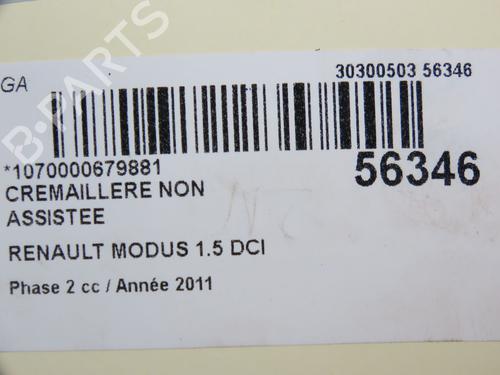 GA
30300503 56346
*1070000679881
56346
CREMAILLERE NON
ASSISTEE
RENAULT MODUS 1.5 DCI
Phase 2 cc / Année 2011
B-PARTS